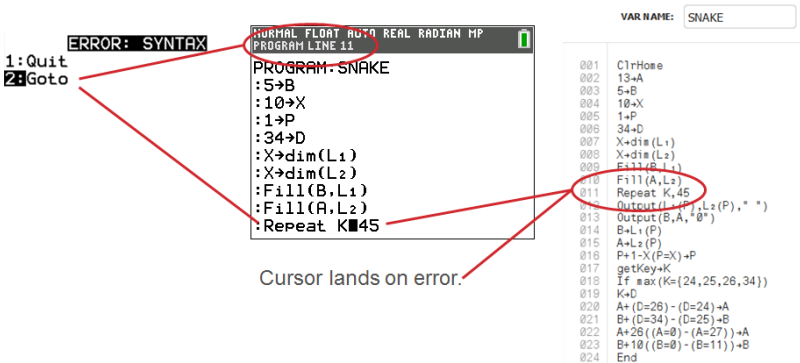 ERROR: SYNTAX
1:Quit
2:Goto
NORMAL FLOAT AUTO REAL RADIAN MP
PROGRAM LINE 11
PROGRAM:SNAKE
:5→B
:10→X
:1→P
:34→D
:X→dim(L₁)
:X→dim(L₂)
:Fill(B,L₁)
:Fill(A,L₂)
:Repeat K■45
Cursor lands on error.
VAR NAME: SNAKE
001 ClrHome
002 13→A
003 5→B
004 10→X
005 1→P
006 34→D
007 X→dim(L₁)
008 X→dim(L₂)
009 Fill(B,L₁)
010 Fill(A,L₂)
011 Repeat K,45
012 Output(L₁(P),L₂(P)," ")
013 Output(B,A,"0")
014 B→L₁(P)
015 A→L₂(P)
016 P+1-X(P=X)→P
017 getKey→K
018 If max(K={24,25,26,34})
019 K→D
020 A+(D=26)-(D=24)→A
021 B+(D=34)-(D=25)→B
022 A+26((A=0)-(A=27))→A
023 B+10((B=0)-(B=11))→B
024 End